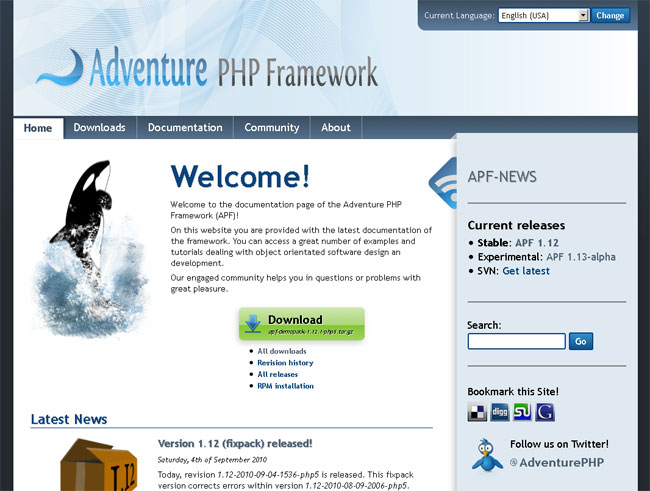 Current Language: English (USA) Change
Adventure PHP Framework
Home Downloads Documentation Community About
Welcome!
Welcome to the documentation page of the Adventure PHP
Framework (APF)!
On this website you are provided with the latest documentation of
the framework. You can access a great number of examples and
tutorials dealing with object orientated software design an
development.
Our engaged community helps you in questions or problems with
great pleasure.
Download
apf-demopack-1.12.1-php5.tar.gz
All downloads
Revision history
All releases
RPM installation
Latest News
1.12
Version 1.12 (fixpack) released!
Saturday, 4th of September 2010
Today, revision 1.12-2010-09-04-1536-php5 is released. This fixpack
version corrects errors within version 1.12-2010-08-09-2006-php5.
APF-NEWS
Current releases
Stable: APF 1.12
Experimental: APF 1.13-alpha
SVN: Get latest
Search:
Go
Bookmark this Site!
digg G
Follow us on Twitter!
@AdventurePHP